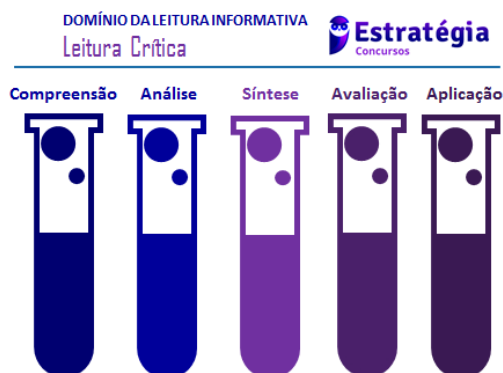 DOMÍNIO DA LEITURA INFORMATIVA
Leitura Crítica
Estratégia
Concursos
Compreensão Análise Síntese Avaliação Aplicação